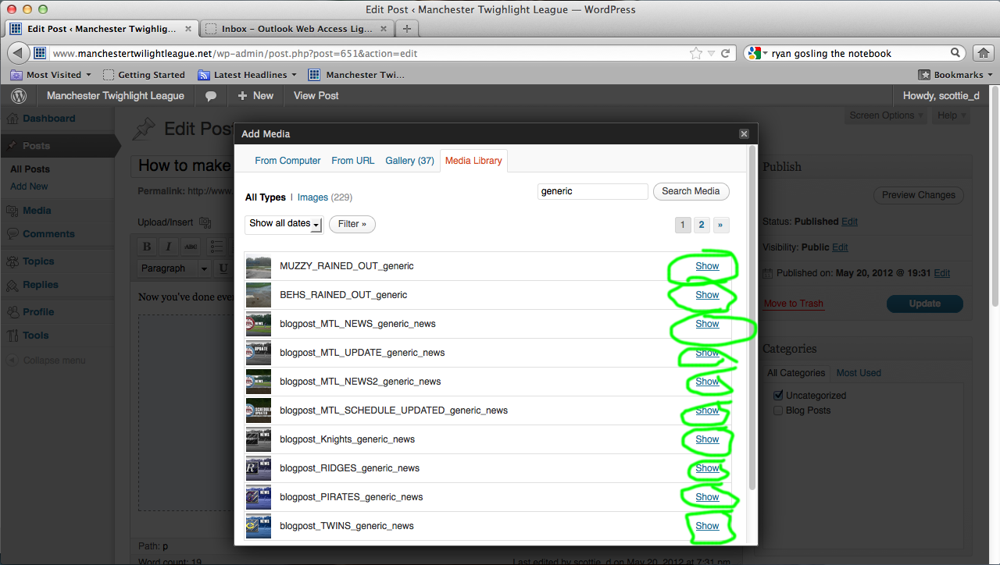 Edit Post ‹ Manchester Twighlight League — WordPress
Edit Post ‹ Manchester Twighlig...
Inbox – Outlook Web Access Lig...
www.manchestertwilightleague.net/wp-admin/post.php?post=651&action=edit
ryan gosling the notebook
Most Visited
Getting Started
Latest Headlines
Manchester Twi...
Bookmarks
Manchester Twighlight League
+ New
View Post
Howdy, scottie_d
Dashboard
Posts
All Posts
Add New
Media
Comments
Topics
Replies
Profile
Tools
Collapse menu
Edit Pos
Screen Options
Help
How to make
Permalink: http://www.
Upload/Insert
B I ABC
Paragraph
U
Now you've done ever
Path: p
Word count: 19
Last edited by scottie_d on May 20, 2012 at 7:31 pm
Add Media
From Computer
From URL
Gallery (37)
Media Library
All Types | Images (229)
generic
Search Media
Show all dates
Filter »
1 2 »
MUZZY_RAINED_OUT_generic Show
BEHS_RAINED_OUT_generic Show
blogpost_MTL_NEWS_generic_news Show
blogpost_MTL_UPDATE_generic_news Show
blogpost_MTL_NEWS2_generic_news Show
blogpost_MTL_SCHEDULE_UPDATED_generic_news Show
blogpost_Knights_generic_news Show
blogpost_RIDGES_generic_news Show
blogpost_PIRATES_generic_news Show
blogpost_TWINS_generic_news Show
Publish
Preview Changes
Status: Published Edit
Visibility: Public Edit
Published on: May 20, 2012 @ 19:31 Edit
Move to Trash
Update
Categories
All Categories
Most Used
Uncategorized
Blog Posts